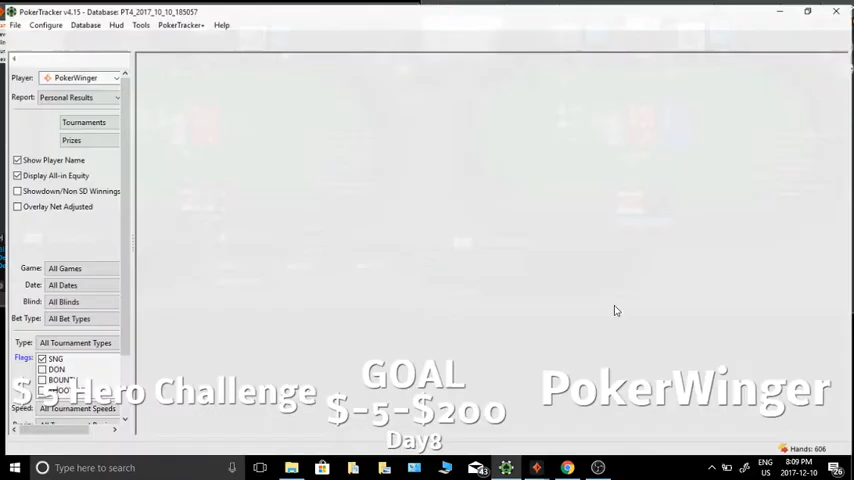 PokerTracker v4.15 - Database: PT4_2017_10_10_185057
File Configure Database Hud Tools PokerTracker+ Help
Player: PokerWinger
Report: Personal Results
Tournaments
Prizes
Show Player Name
Display All-in Equity
Showdown/Non SD Winnings
Overlay Net Adjusted
Game: All Games
Date: All Dates
Blind: All Blinds
Bet Type: All Bet Types
Type: All Tournament Types
Flags: SNG
DON
BOUN
Speed: All Tournament Speeds
$ 5 Hero Challenge
GOAL
$-5-$200
Day8
PokerWinger
Hands: 606
Type here to search
43
ENG
US
8:09 PM
2017-12-10
26